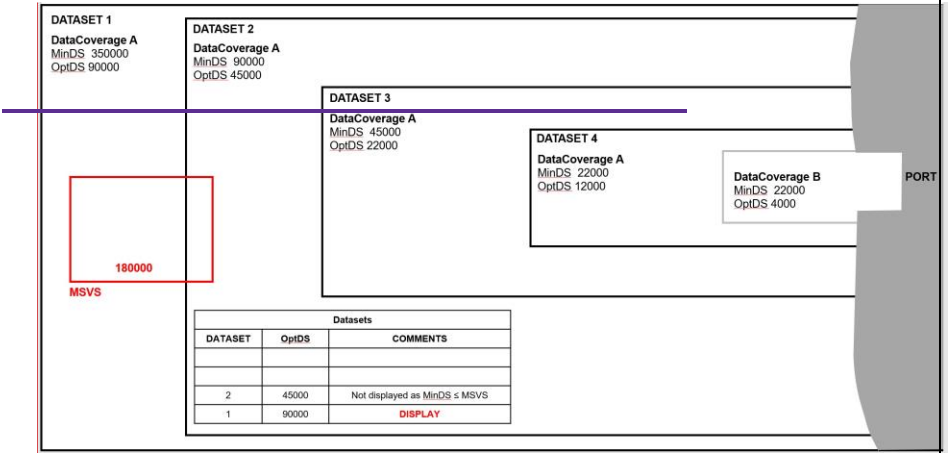 DATASET 1
DataCoverage A
MinDS 350000
OptDS 90000
DATASET 2
DataCoverage A
MinDS 90000
OptDS 45000
DATASET 3
DataCoverage A
MinDS 45000
OptDS 22000
DATASET 4
DataCoverage A
MinDS 22000
OptDS 12000
DataCoverage B
MinDS 22000
OptDS 4000
PORT
180000
MSVS
Datasets
DATASET OptDS COMMENTS
2 45000 Not displayed as MinDS ≤ MSVS
1 90000 DISPLAY